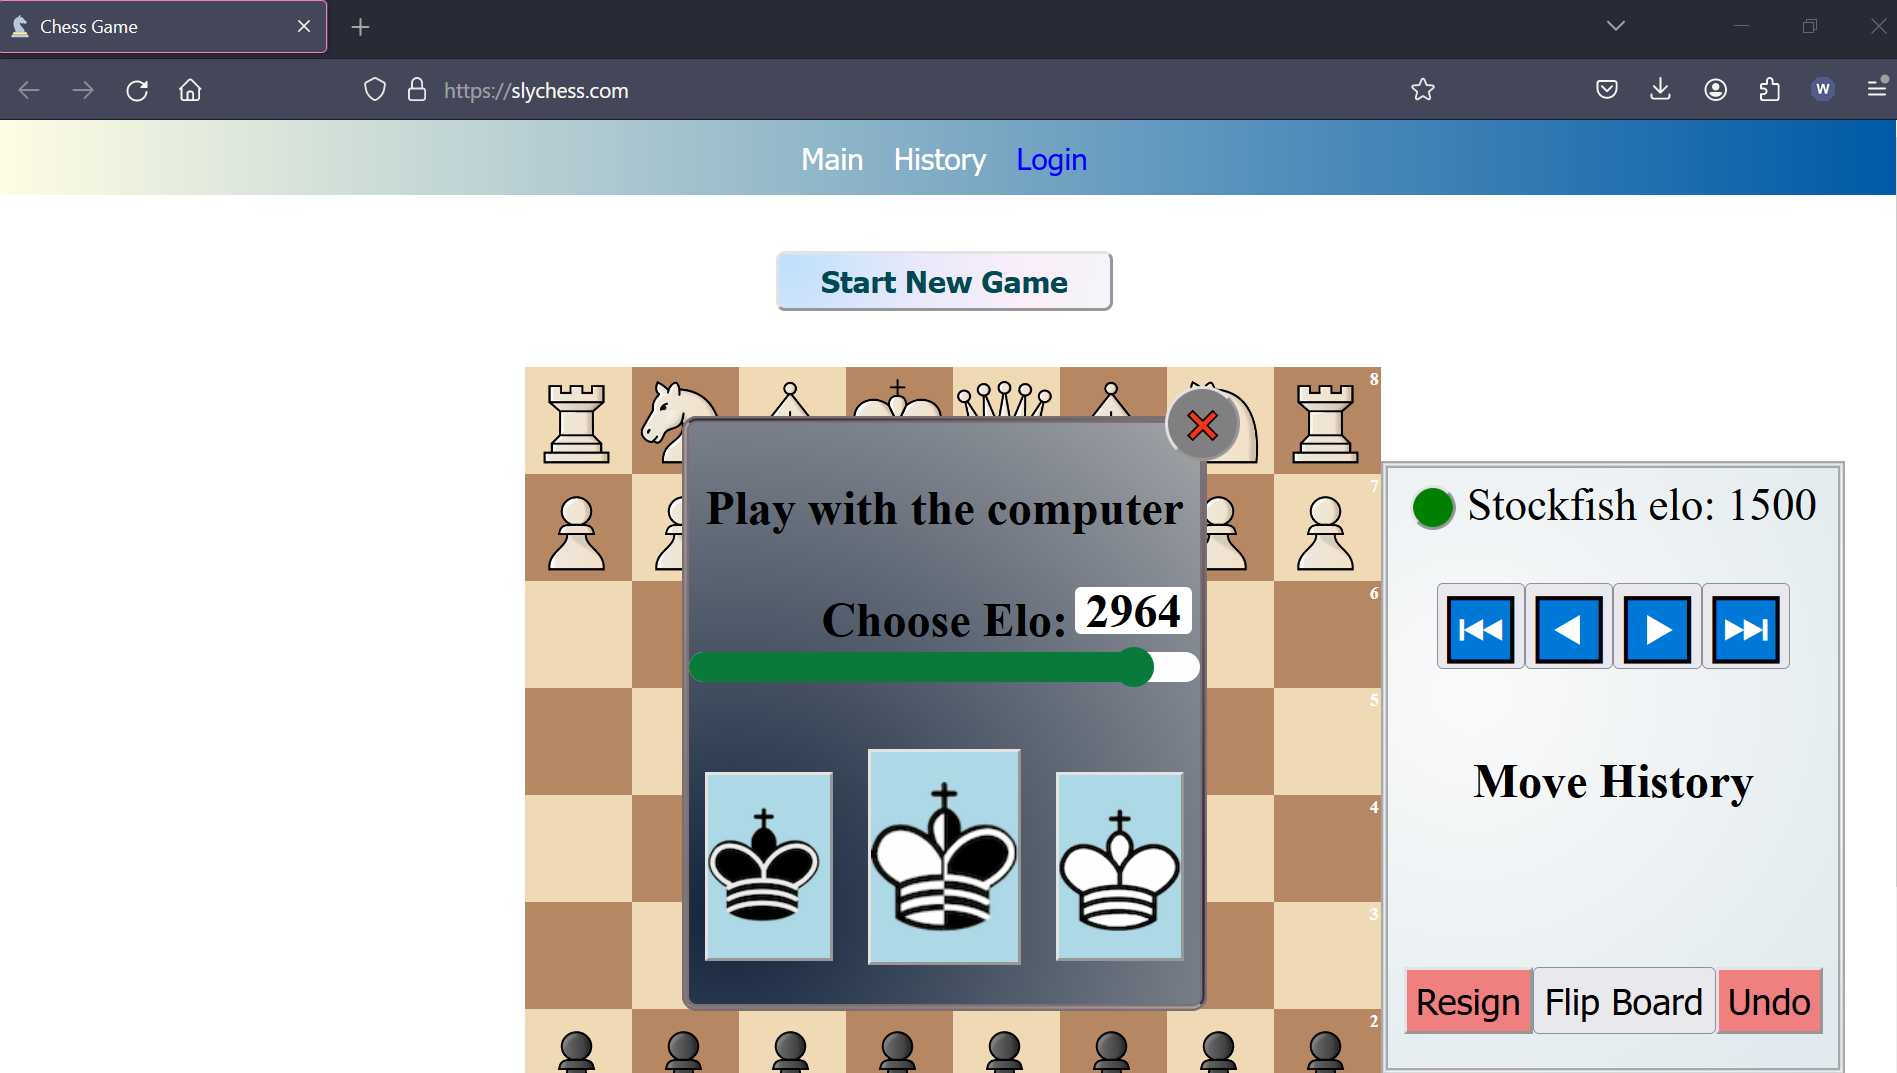 Chess Game
https://slychess.com
W
Main History Login
Start New Game
8
7
6
5
4
3
2
Play with the computer
Choose Elo: 2964
Stockfish elo: 1500
Move History
Resign Flip Board Undo